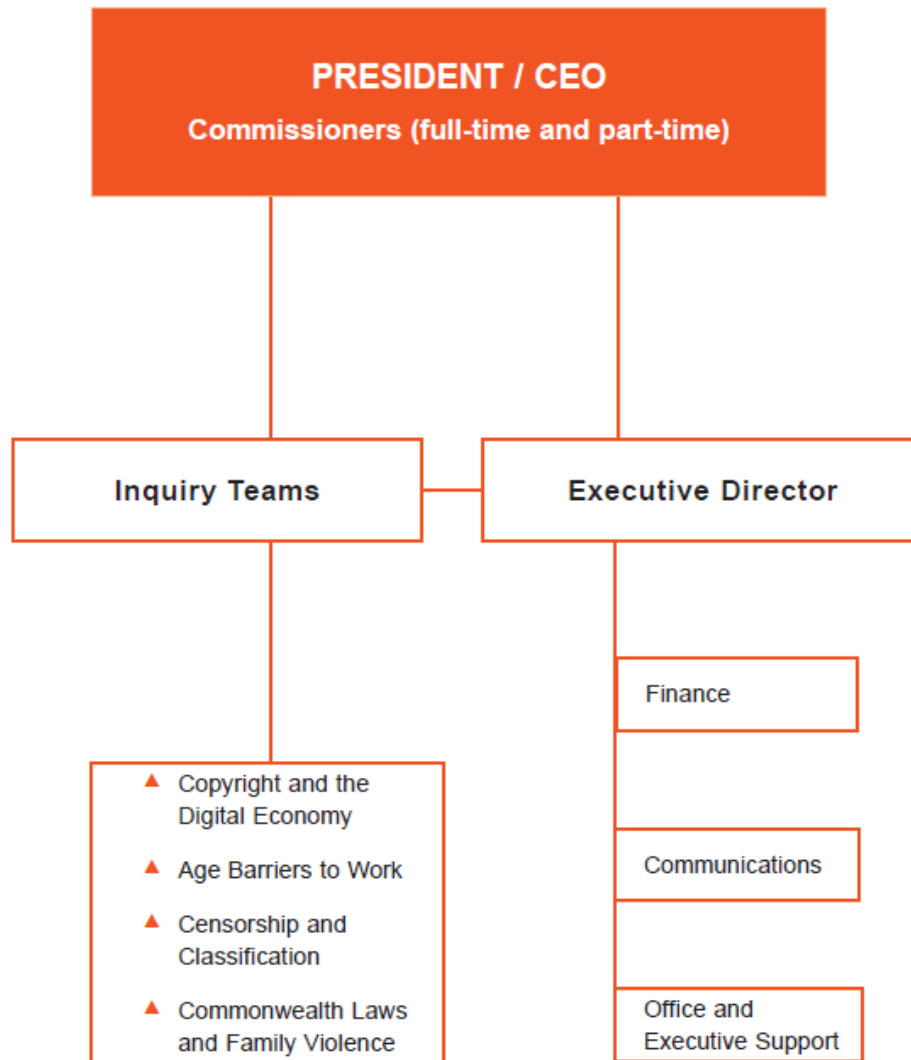 PRESIDENT / CEO
Commissioners (full-time and part-time)
Inquiry Teams
Executive Director
Finance
Communications
Office and
Executive Support
Copyright and the
Digital Economy
Age Barriers to Work
Censorship and
Classification
Commonwealth Laws
and Family Violence